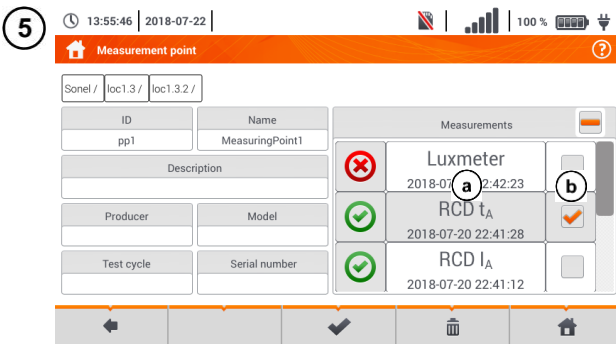 5
13:55:46 2018-07-22 100 %
Measurement point ?
Sonel / loc1.3 / loc1.3.2 /
ID Name Measurements
pp1 MeasuringPoint1
Description
Luxmeter
2018-07 2:42:23
a b
Producer Model
RCD tA
2018-07-20 22:41:28
Test cycle Serial number
RCD IA
2018-07-20 22:41:12